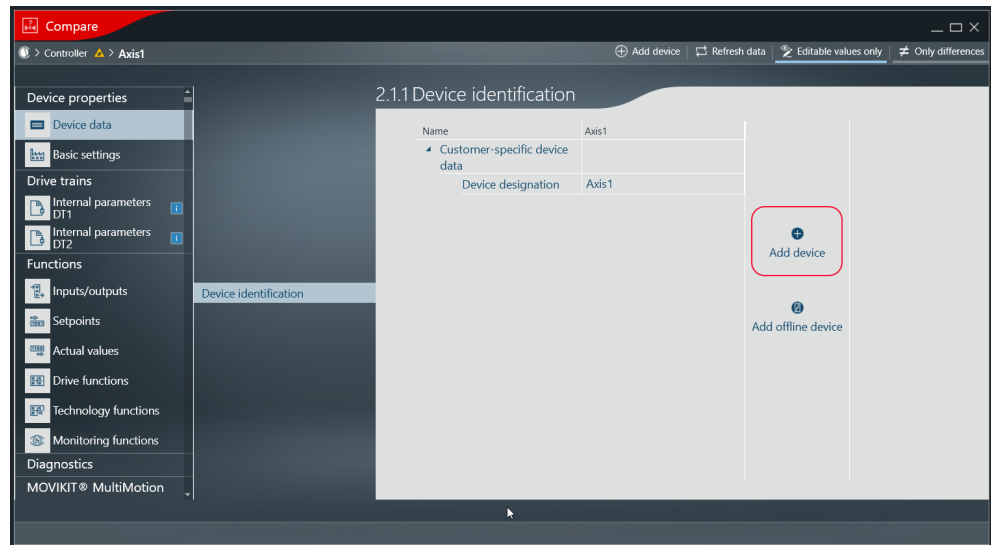 Compare
> Controller > Axis1
Add device
Refresh data
Editable values only
Only differences
Device properties
Device data
Basic settings
Drive trains
Internal parameters
DT1
Internal parameters
DT2
Functions
Inputs/outputs
Setpoints
Actual values
Drive functions
Technology functions
Monitoring functions
Diagnostics
MOVIKIT® MultiMotion
Device identification
2.1.1 Device identification
Name Axis1
Customer-specific device
data
Device designation Axis1
Add device
Add offline device